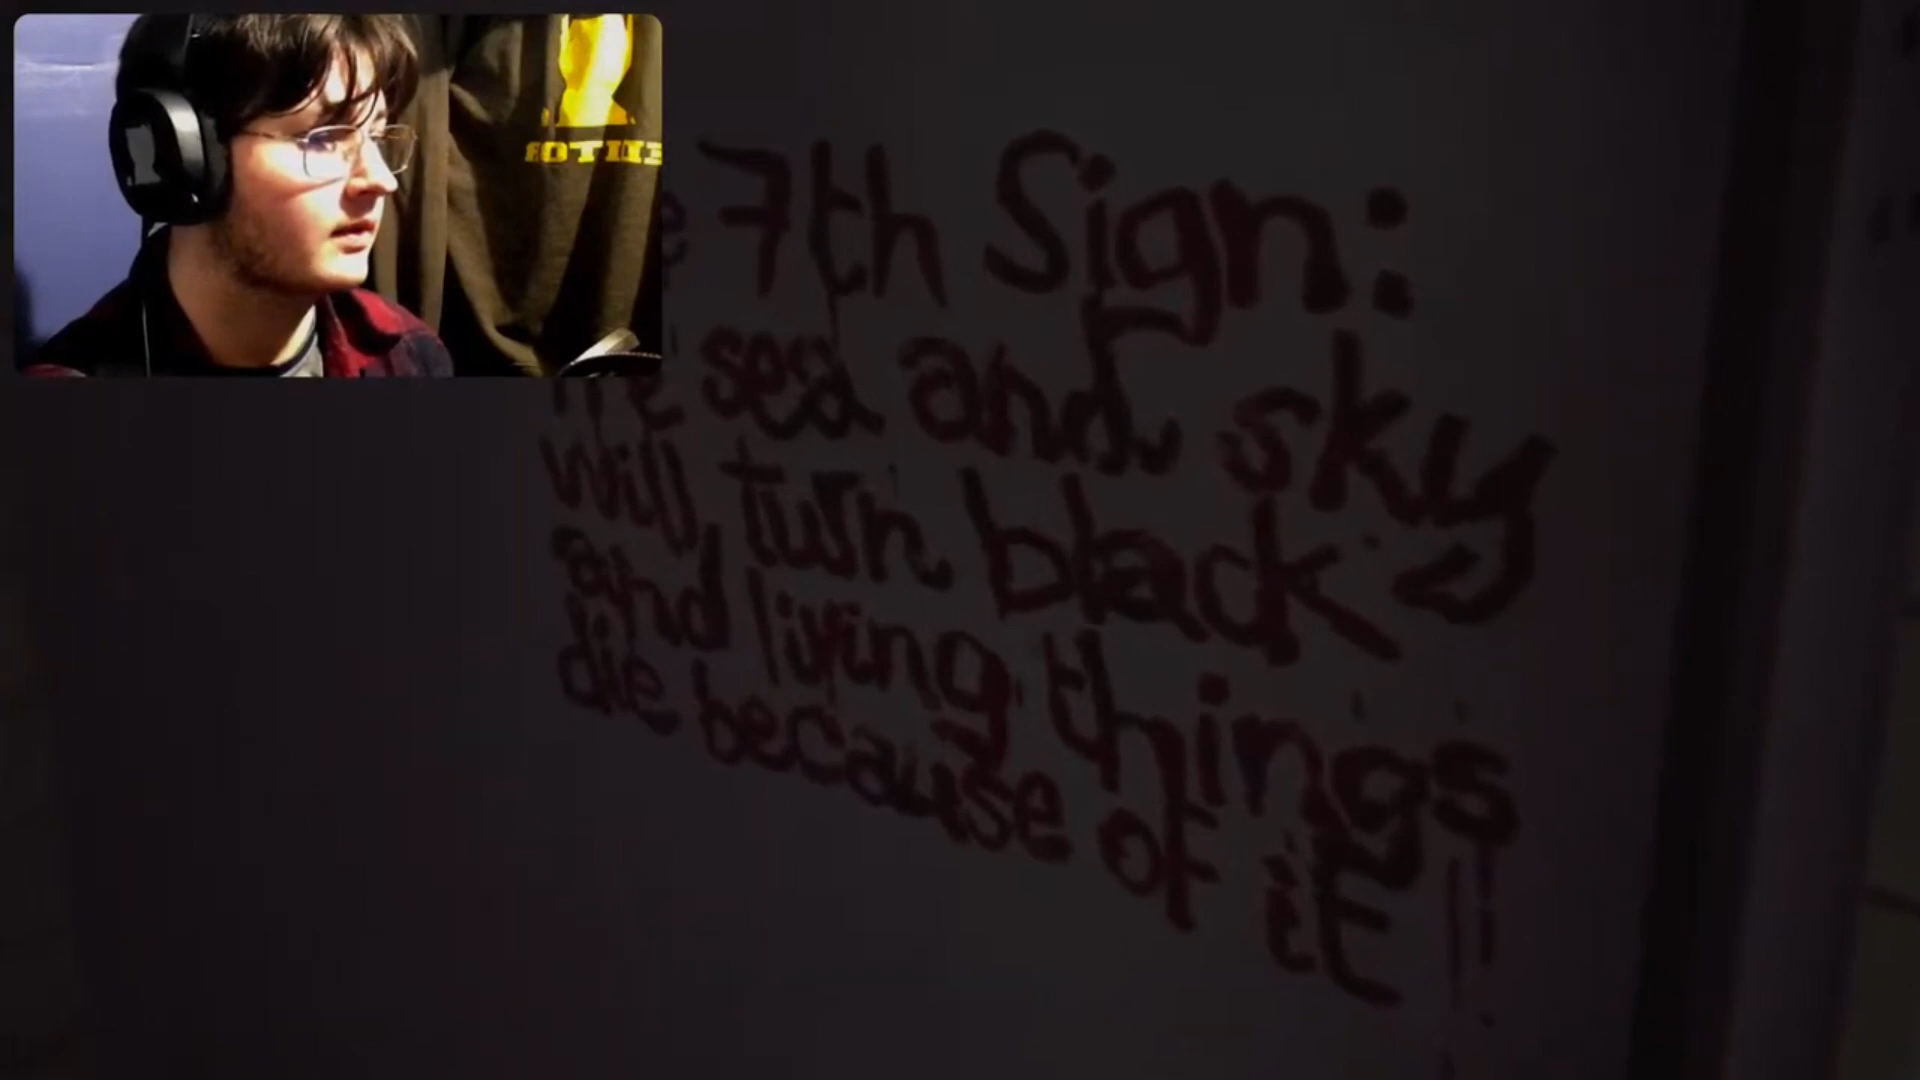 e 7th Sign:
sea and sky
will turn black
and living things
die because of it!!